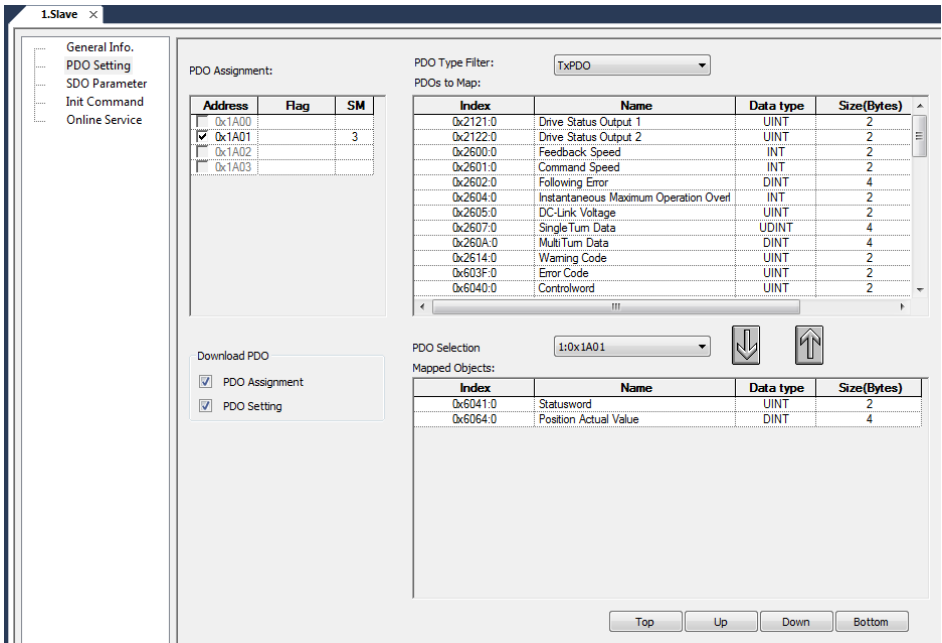 1.Slave ×
General Info.
PDO Setting
SDO Parameter
Init Command
Online Service
PDO Assignment:
Address Flag SM
0x1A00
0x1A01 3
0x1A02
0x1A03
Download PDO
PDO Assignment
PDO Setting
PDO Type Filter: TxPDO
PDOs to Map:
Index Name Data type Size(Bytes)
0x2121:0 Drive Status Output 1 UINT 2
0x2122:0 Drive Status Output 2 UINT 2
0x2600:0 Feedback Speed INT 2
0x2601:0 Command Speed INT 2
0x2602:0 Following Error DINT 4
0x2604:0 Instantaneous Maximum Operation Overl INT 2
0x2605:0 DC-Link Voltage UINT 2
0x2607:0 SingleTurn Data UDINT 4
0x260A:0 MultiTurn Data DINT 4
0x2614:0 Warning Code UINT 2
0x603F:0 Error Code UINT 2
0x6040:0 Controlword UINT 2
PDO Selection 1:0x1A01
Mapped Objects:
Index Name Data type Size(Bytes)
0x6041:0 Statusword UINT 2
0x6064:0 Position Actual Value DINT 4
Top Up Down Bottom